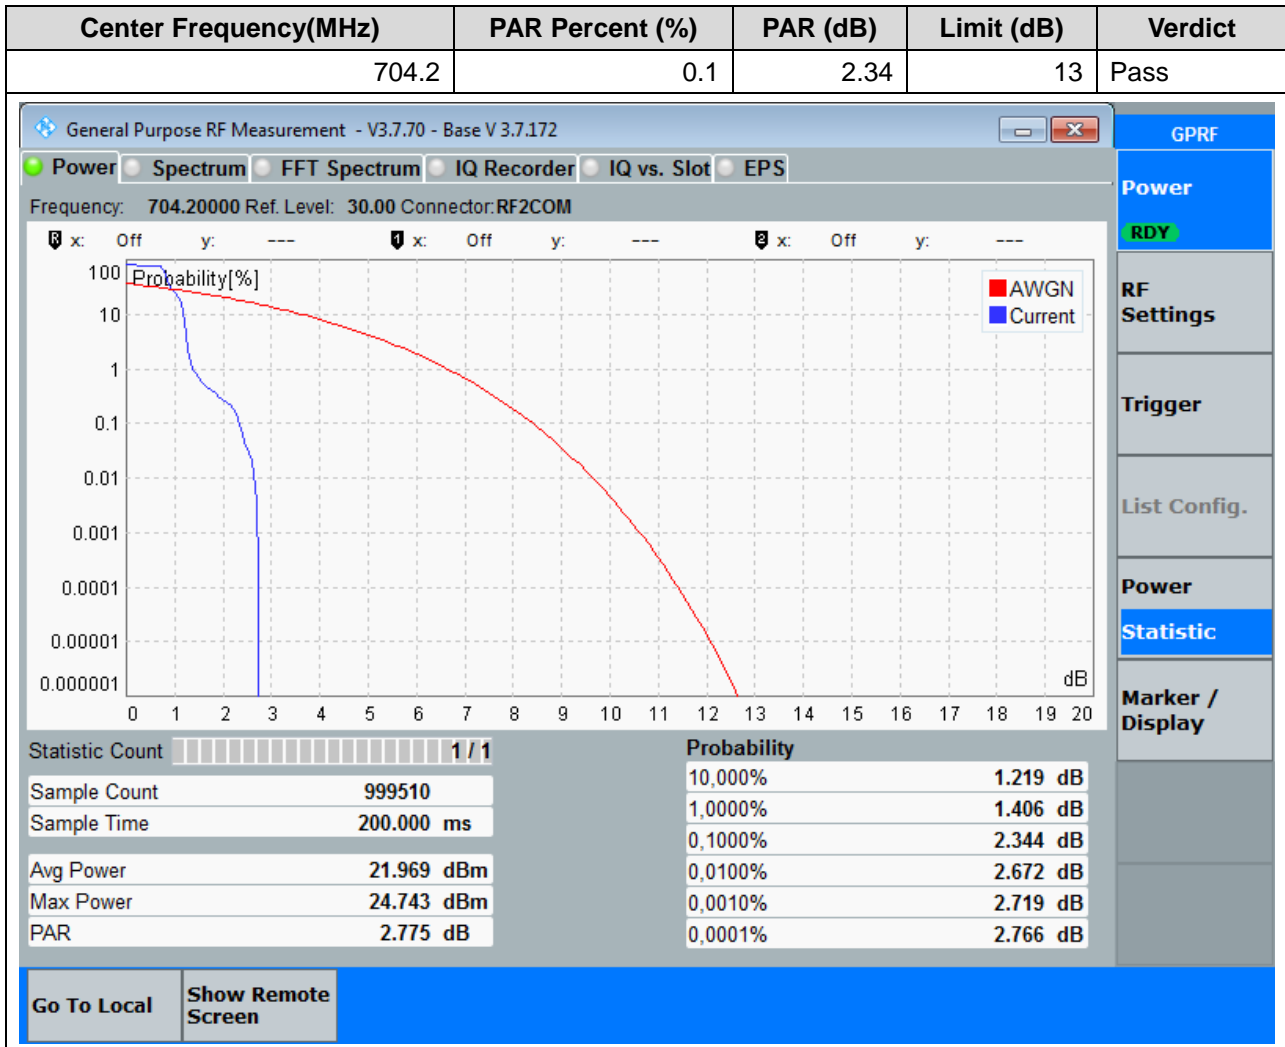 Center Frequency(MHz) PAR Percent (%) PAR (dB) Limit (dB) Verdict
704.2 0.1 2.34 13 Pass
General Purpose RF Measurement - V3.7.70 - Base V 3.7.172
GPRF
Power Spectrum FFT Spectrum IQ Recorder IQ vs. Slot EPS
Power
RDY
Frequency: 704.20000 Ref. Level: 30.00 Connector:RF2COM
R x: Off y: --- 1 x: Off y: --- 2 x: Off y: ---
Probability[%]
AWGN
Current
100
10
1
0.1
0.01
0.001
0.0001
0.00001
0.000001
dB
0 1 2 3 4 5 6 7 8 9 10 11 12 13 14 15 16 17 18 19 20
RF
Settings
Trigger
List Config.
Power
Statistic
Marker /
Display
Statistic Count 1 / 1
Sample Count 999510
Sample Time 200.000 ms
Avg Power 21.969 dBm
Max Power 24.743 dBm
PAR 2.775 dB
Probability
10,000% 1.219 dB
1,0000% 1.406 dB
0,1000% 2.344 dB
0,0100% 2.672 dB
0,0010% 2.719 dB
0,0001% 2.766 dB
Go To Local
Show Remote
Screen